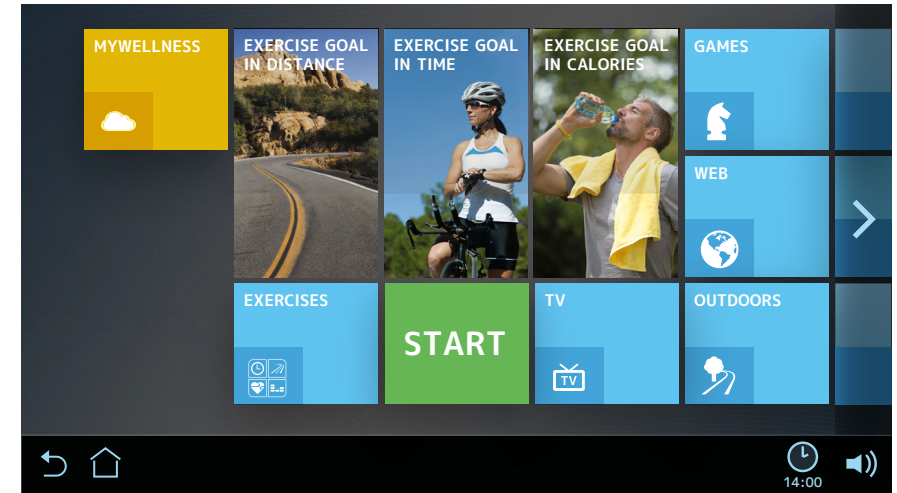 MYWELLNESS
EXERCISE GOAL
IN DISTANCE
EXERCISE GOAL
IN TIME
EXERCISE GOAL
IN CALORIES
GAMES
WEB
EXERCISES
START
TV
TV
OUTDOORS
14:00